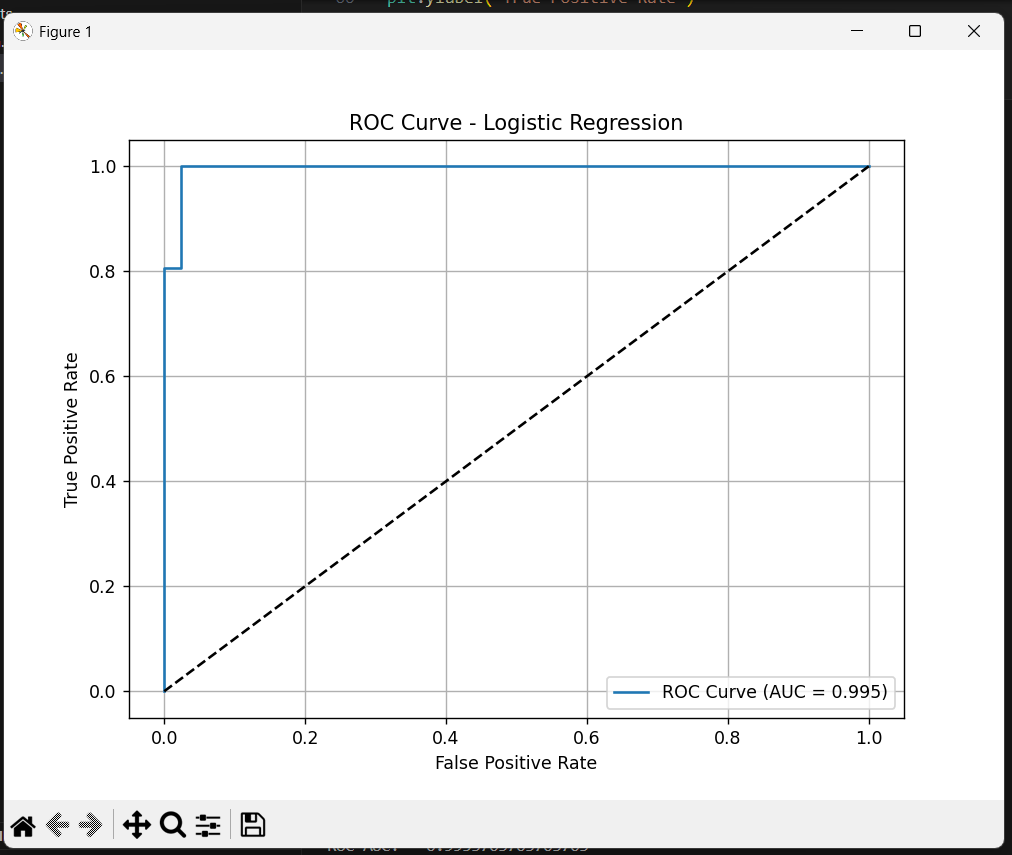 plt.ylabel('True Positive Rate')
Figure 1
ROC Curve - Logistic Regression
1.0
0.8
0.6
0.4
0.2
0.0
True Positive Rate
ROC Curve (AUC = 0.995)
0.0 0.2 0.4 0.6 0.8 1.0
False Positive Rate